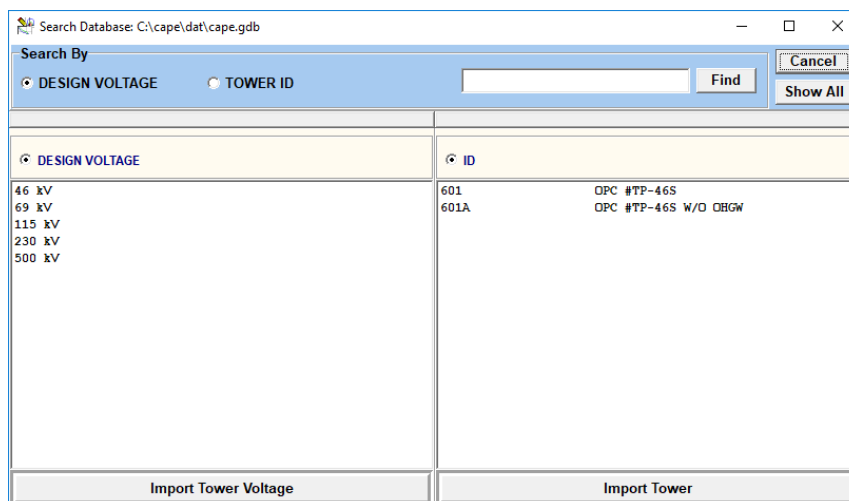 Search Database: C:\cape\dat\cape.gdb
Search By
DESIGN VOLTAGE TOWER ID Find
Cancel
Show All
DESIGN VOLTAGE
46 kV
69 kV
115 kV
230 kV
500 kV
Import Tower Voltage
ID
601 OPC #TP-46S
601A OPC #TP-46S W/O OHGW
Import Tower